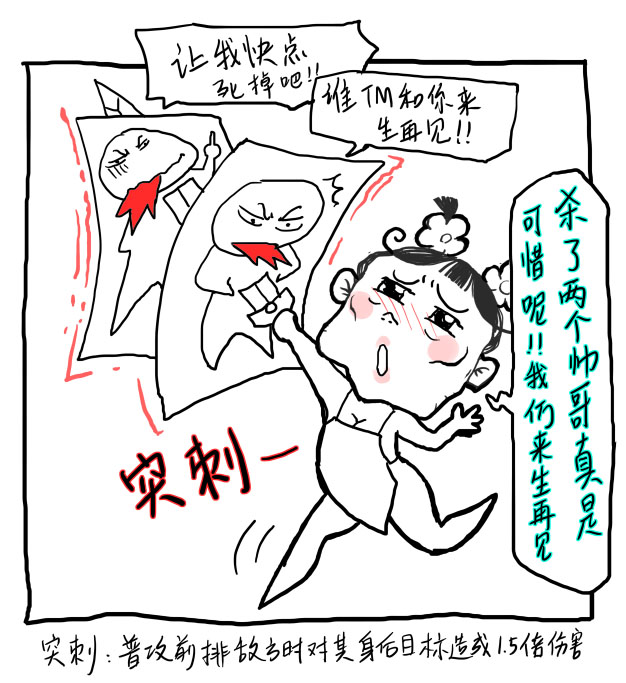 让我快点
死掉吧!!
谁TM和你来
生再见!!
杀了两个帅哥真是
可惜呢!!我们来生再见
突刺一
突刺:普攻前排敌方时对其身后目标造成1.5倍伤害